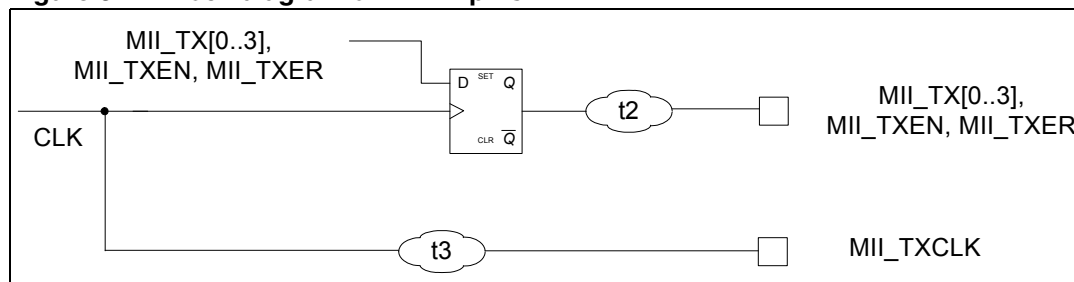 MII_TX[0..3],
MII_TXEN, MII_TXER
D SET Q
CLR Q
CLK
t2
MII_TX[0..3],
MII_TXEN, MII_TXER
t3
MII_TXCLK